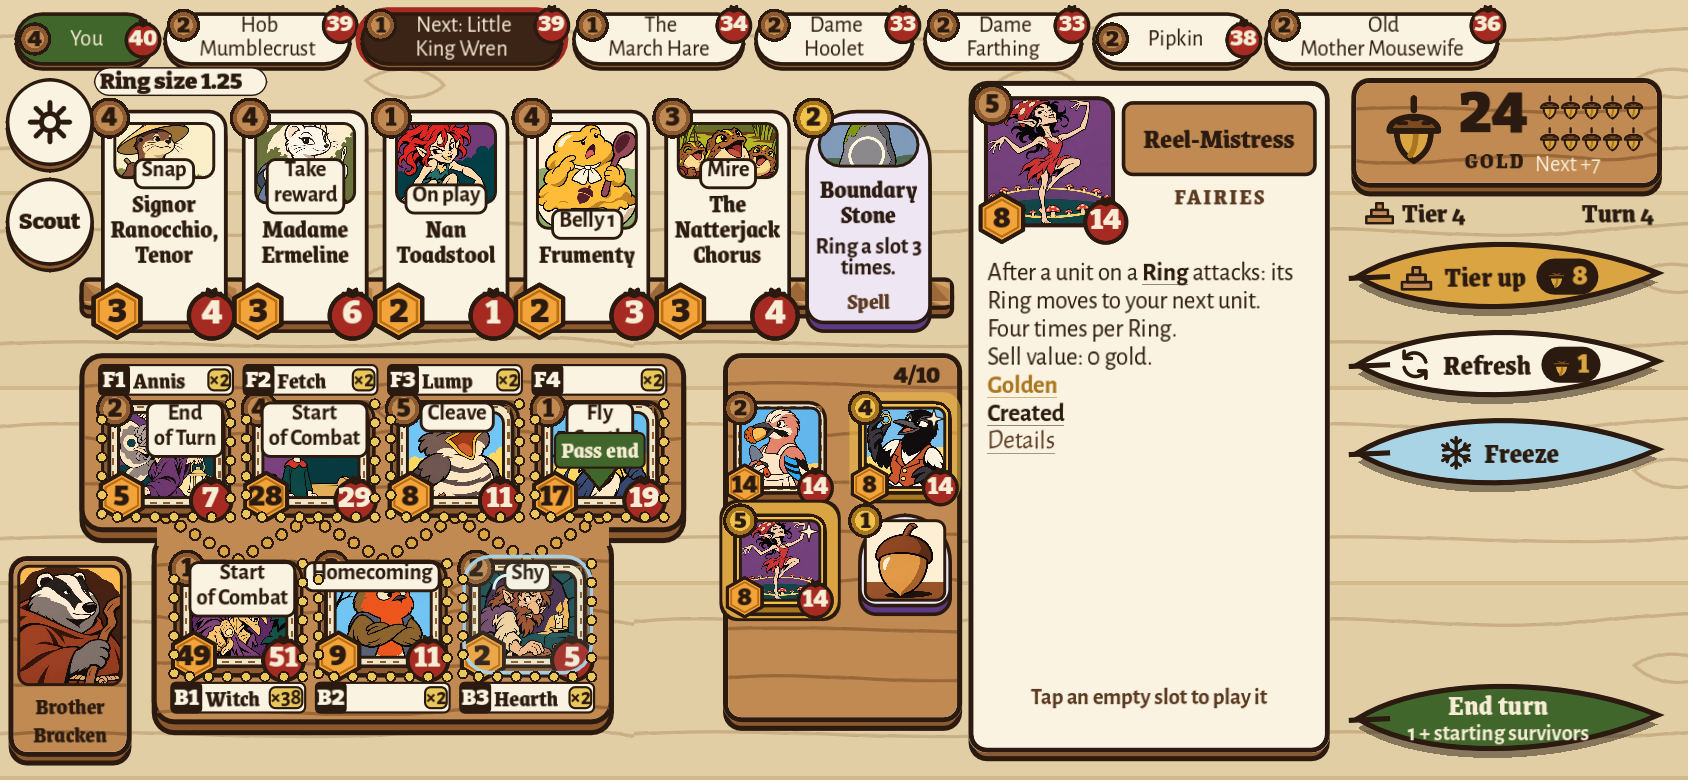 4 You 40
2 Hob Mumblecrust 39
1 Next: Little King Wren 39
1 The March Hare 34
2 Dame Hoolet 33
2 Dame Farthing 33
2 Pipkin 38
2 Old Mother Mousewife 36
Ring size 1.25
Scout
4
Snap
Signor
Ranocchio,
Tenor
3 4
4
Take
reward
Madame
Ermeline
3 6
1
On play
Nan
Toadstool
2 1
4
Belly 1
Frumenty
2 3
3
Mire
The
Natterjack
Chorus
3 4
2
Boundary
Stone
Ring a slot 3
times.
Spell
F1 Annis ×2
2
End
of Turn
5 7
F2 Fetch ×2
4
Start
of Combat
28 29
F3 Lump ×2
5
Cleave
8 11
F4 ×2
1
Fly
Pass end
17 19
1
Start
of Combat
49 51
B1 Witch ×38
Homecoming
9 11
B2 ×2
2
Shy
2 5
B3 Hearth ×2
Brother
Bracken
4/10
2
14 14
4
8 14
5
8 14
1
5
Reel-Mistress
FAIRIES
8 14
After a unit on a Ring attacks: its
Ring moves to your next unit.
Four times per Ring.
Sell value: 0 gold.
Golden
Created
Details
Tap an empty slot to play it
24
GOLD Next +7
Tier 4 Turn 4
Tier up 8
Refresh 1
Freeze
End turn
1 + starting survivors